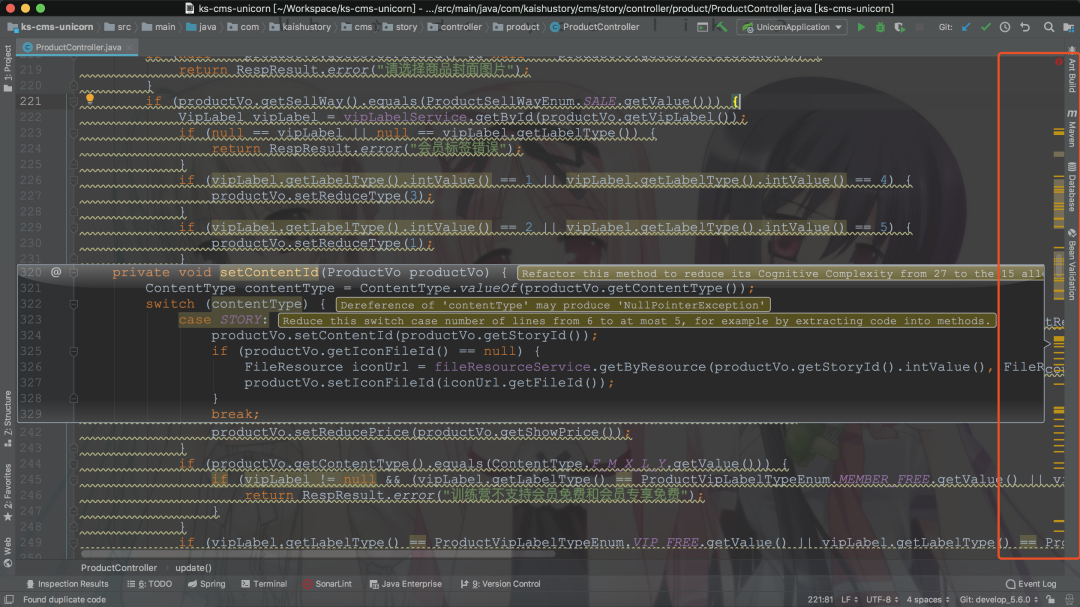 ks-cms-unicorn [~/Workspace/ks-cms-unicorn] - .../src/main/java/com/kaishustory/cms/story/controller/product/ProductController.java [ks-cms-unicorn]
ks-cms-unicorn src main java com kaishustory cms story controller product ProductController UnicornApplication Git:
ProductController.java
1: Project
Z: Structure
2: Favorites
Web
Ant Build
Maven
Database
Bean Validation
219 return RespResult.error("请选择商品封面图片");
220 }
221 if (productVo.getSellWay().equals(ProductSellWayEnum.SALE.getValue())) {
222 VipLabel vipLabel = vipLabelService.getById(productVo.getVipLabel());
223 if (null == vipLabel || null == vipLabel.getLabelType()) {
224 return RespResult.error("会员标签错误");
225 }
226 if (vipLabel.getLabelType().intValue() == 1 || vipLabel.getLabelType().intValue() == 4) {
227 productVo.setReduceType(3);
228 }
229 if (vipLabel.getLabelType().intValue() == 2 || vipLabel.getLabelType().intValue() == 5) {
230 productVo.setReduceType(1);
231 }
320 @ private void setContentId(ProductVo productVo) { Refactor this method to reduce its Cognitive Complexity from 27 to the 15 all
321 ContentType contentType = ContentType.valueOf(productVo.getContentType());
322 switch (contentType) { Dereference of 'contentType' may produce 'NullPointerException'
323 case STORY: Reduce this switch case number of lines from 6 to at most 5, for example by extracting code into methods.
324 productVo.setContentId(productVo.getStoryId());
325 if (productVo.getIconFileId() == null) {
326 FileResource iconUrl = fileResourceService.getByResource(productVo.getStoryId().intValue(), FileR
327 productVo.setIconFileId(iconUrl.getFileId());
328 }
329 break;
242 productVo.setReducePrice(productVo.getShowPrice());
243 }
244 if (productVo.getContentType().equals(ContentType.F_M_X_L_Y.getValue())) {
245 if (vipLabel != null && (vipLabel.getLabelType() == ProductVipLabelTypeEnum.MEMBER_FREE.getValue() || vi
246 return RespResult.error("训练营不支持会员免费和会员专享免费");
247 }
248 }
249 if (vipLabel.getLabelType() == ProductVipLabelTypeEnum.VIP_FREE.getValue() || vipLabel.getLabelType() == Pro
ProductController update()
Inspection Results 6: TODO Spring Terminal SonarLint Java Enterprise 9: Version Control Event Log
Found duplicate code 221:81 LF UTF-8 4 spaces Git: develop_5.6.0